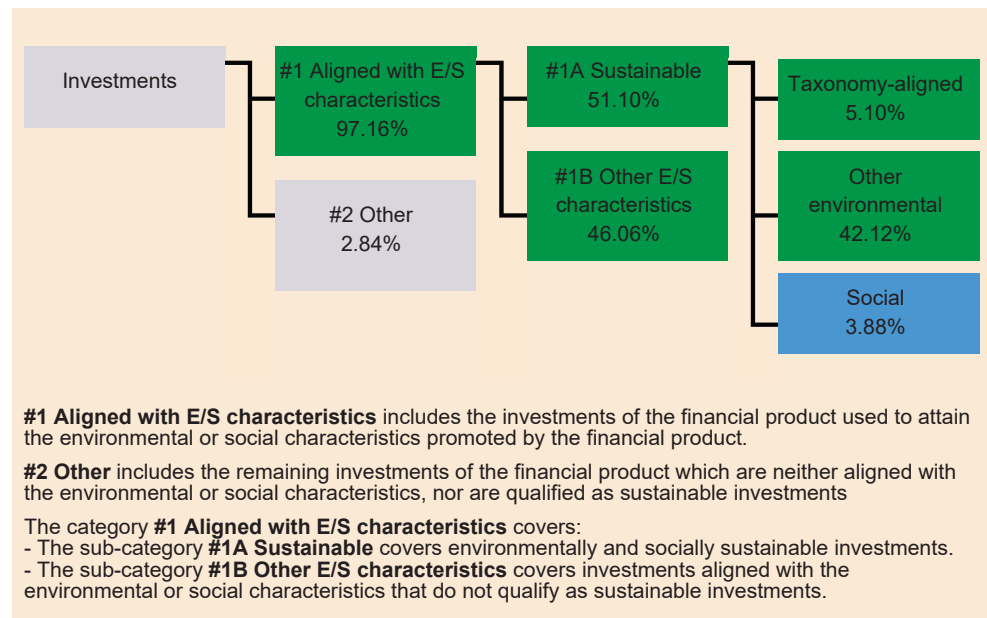 Investments
#1 Aligned with E/S
characteristics
97.16%
#2 Other
2.84%
#1A Sustainable
51.10%
#1B Other E/S
characteristics
46.06%
Taxonomy-aligned
5.10%
Other
environmental
42.12%
Social
3.88%
#1 Aligned with E/S characteristics includes the investments of the financial product used to attain
the environmental or social characteristics promoted by the financial product.
#2 Other includes the remaining investments of the financial product which are neither aligned with
the environmental or social characteristics, nor are qualified as sustainable investments
The category #1 Aligned with E/S characteristics covers:
- The sub-category #1A Sustainable covers environmentally and socially sustainable investments.
- The sub-category #1B Other E/S characteristics covers investments aligned with the
environmental or social characteristics that do not qualify as sustainable investments.